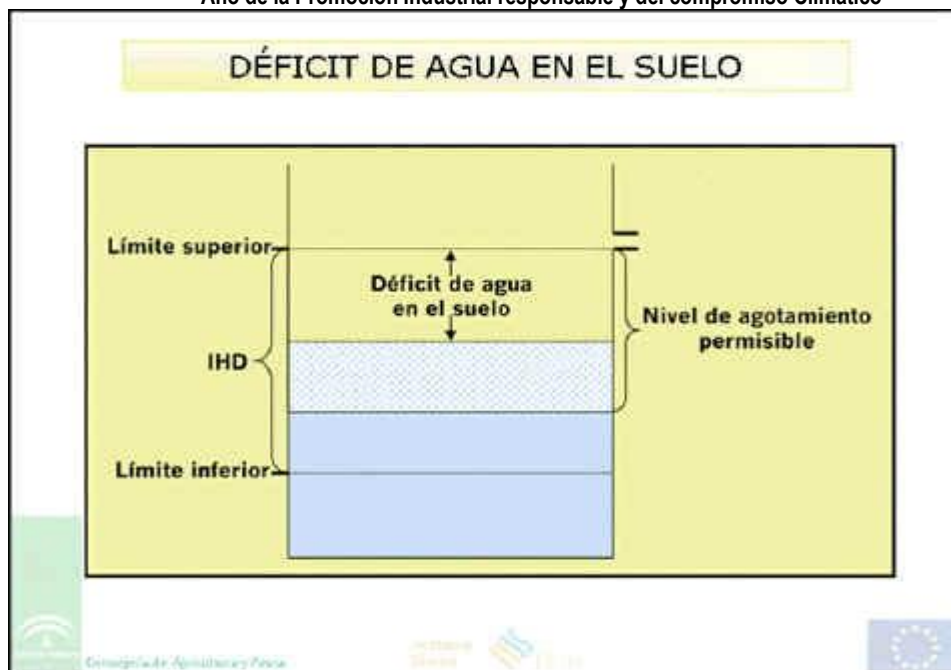 "Año de la Promoción Industrial responsable y del compromiso Climático"
DÉFICIT DE AGUA EN EL SUELO
Límite superior
Déficit de agua
en el suelo
Nivel de agotamiento
permisible
IHD
Límite inferior
Consejería de Agricultura y Pesca